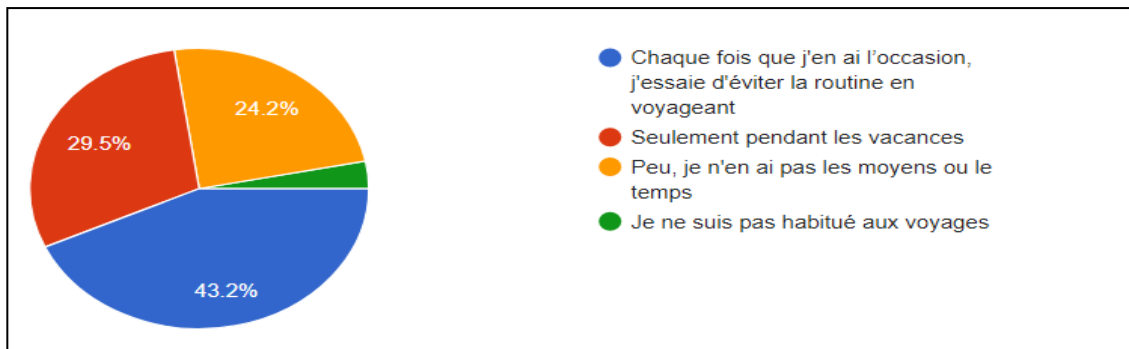 Chaque fois que j'en ai l’occasion,
j'essaie d'éviter la routine en
voyageant
Seulement pendant les vacances
Peu, je n'en ai pas les moyens ou le
temps
Je ne suis pas habitué aux voyages
24.2%
29.5%
43.2%